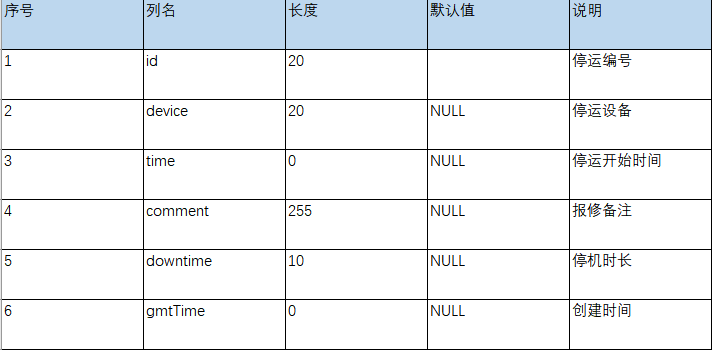 序号 列名 长度 默认值 说明
1 id 20 停运编号
2 device 20 NULL 停运设备
3 time 0 NULL 停运开始时间
4 comment 255 NULL 报修备注
5 downtime 10 NULL 停机时长
6 gmtTime 0 NULL 创建时间